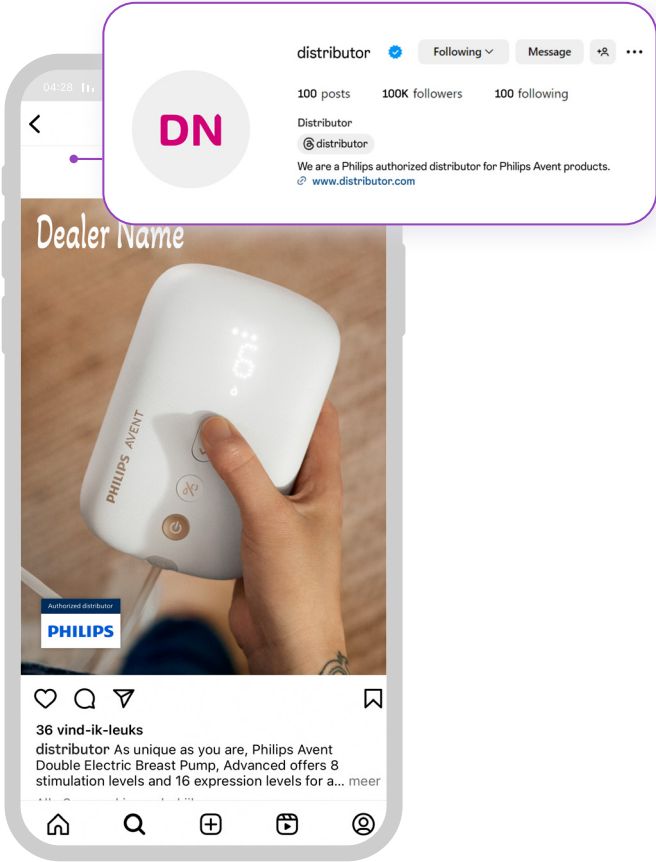 distributor Following Message
100 posts 100K followers 100 following
Distributor
distributor
We are a Philips authorized distributor for Philips Avent products.
www.distributor.com
DN
04:28
Dealer Name
PHILIPS AVENT
Authorized distributor
PHILIPS
36 vind-ik-leuks
distributor As unique as you are, Philips Avent
Double Electric Breast Pump, Advanced offers 8
stimulation levels and 16 expression levels for a... meer